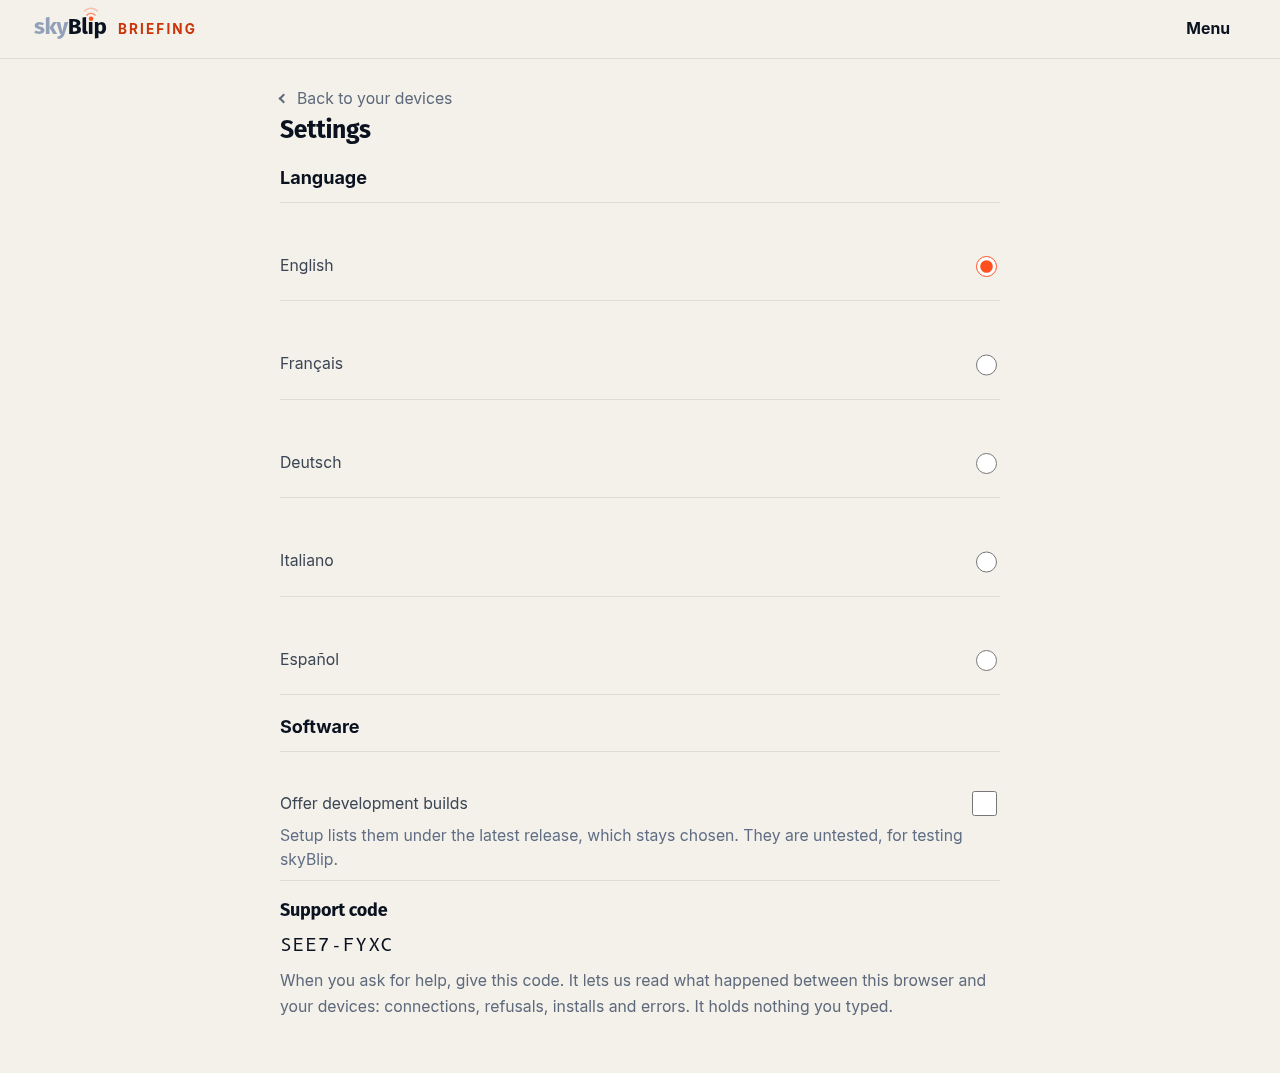 skyBlip BRIEFING
Menu
Back to your devices
Settings
Language
English
Français
Deutsch
Italiano
Español
Software
Offer development builds
Setup lists them under the latest release, which stays chosen. They are untested, for testing
skyBlip.
Support code
SEE7-FYXC
When you ask for help, give this code. It lets us read what happened between this browser and
your devices: connections, refusals, installs and errors. It holds nothing you typed.